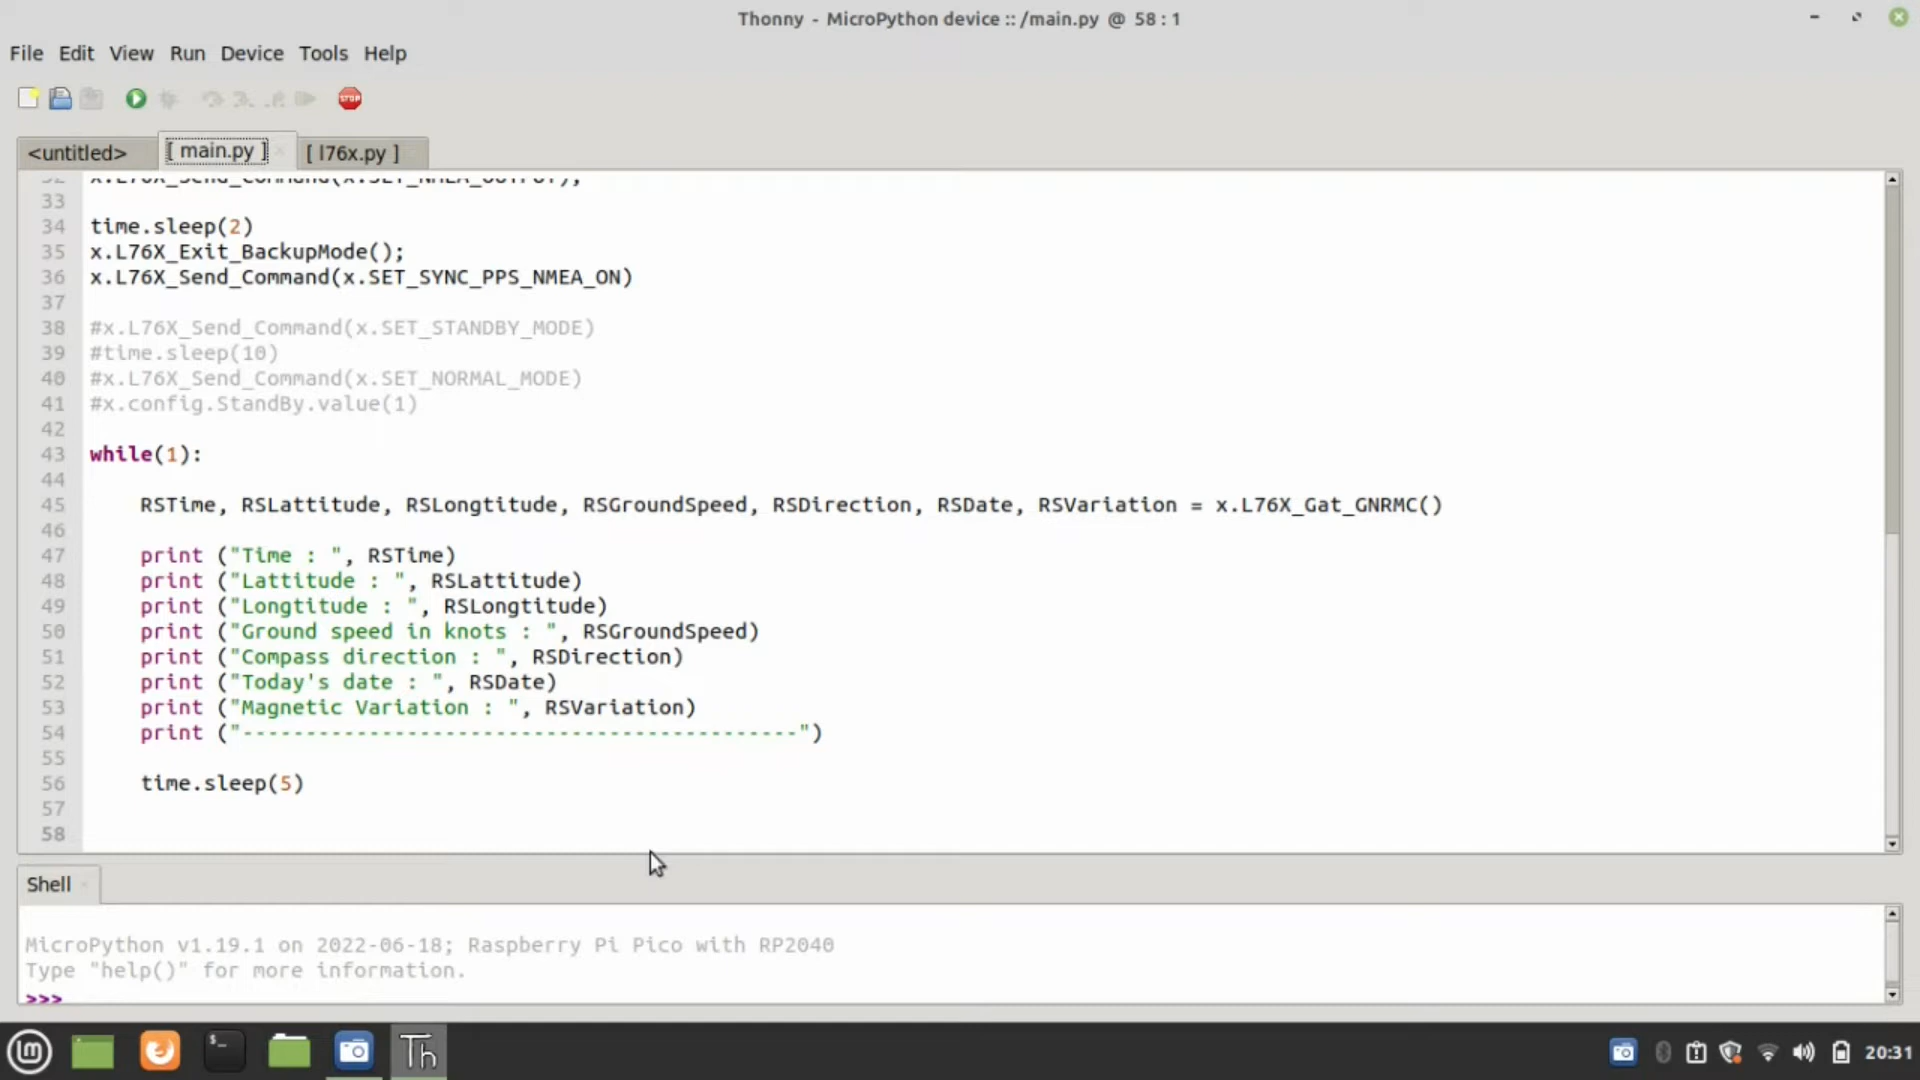 Thonny - MicroPython device :: /main.py @ 58 : 1
File Edit View Run Device Tools Help
STOP
<untitled> [ main.py ] [ l76x.py ]
32 x.L76X_Send_Command(x.SET_NMEA_OUTPUT);
33
34 time.sleep(2)
35 x.L76X_Exit_BackupMode();
36 x.L76X_Send_Command(x.SET_SYNC_PPS_NMEA_ON)
37
38 #x.L76X_Send_Command(x.SET_STANDBY_MODE)
39 #time.sleep(10)
40 #x.L76X_Send_Command(x.SET_NORMAL_MODE)
41 #x.config.StandBy.value(1)
42
43 while(1):
44
45 RSTime, RSLattitude, RSLongtitude, RSGroundSpeed, RSDirection, RSDate, RSVariation = x.L76X_Gat_GNRMC()
46
47 print ("Time : ", RSTime)
48 print ("Lattitude : ", RSLattitude)
49 print ("Longtitude : ", RSLongtitude)
50 print ("Ground speed in knots : ", RSGroundSpeed)
51 print ("Compass direction : ", RSDirection)
52 print ("Today's date : ", RSDate)
53 print ("Magnetic Variation : ", RSVariation)
54 print ("--------------------------------------------")
55
56 time.sleep(5)
57
58
Shell
MicroPython v1.19.1 on 2022-06-18; Raspberry Pi Pico with RP2040
Type "help()" for more information.
>>>
Th
20:31